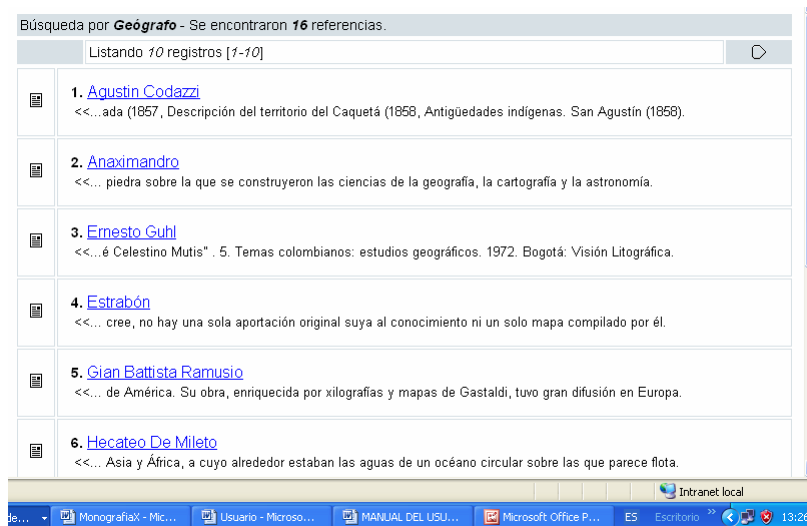 Búsqueda por Geógrafo - Se encontraron 16 referencias.
Listando 10 registros [1-10]
1. Agustin Codazzi
<<...ada (1857, Descripción del territorio del Caquetá (1858, Antigüedades indígenas. San Agustín (1858).
2. Anaximandro
<<... piedra sobre la que se construyeron las ciencias de la geografía, la cartografía y la astronomía.
3. Ernesto Guhl
<<...é Celestino Mutis" . 5. Temas colombianos: estudios geográficos. 1972. Bogotá: Visión Litográfica.
4. Estrabón
<<... cree, no hay una sola aportación original suya al conocimiento ni un solo mapa compilado por él.
5. Gian Battista Ramusio
<<... de América. Su obra, enriquecida por xilografías y mapas de Gastaldi, tuvo gran difusión en Europa.
6. Hecateo De Mileto
<<... Asia y África, a cuyo alrededor estaban las aguas de un océano circular sobre las que parece flota.
Intranet local
de... MonografiaX - Mic... Usuario - Microso... MANUAL DEL USU... Microsoft Office P... ES Escritorio » 13:2